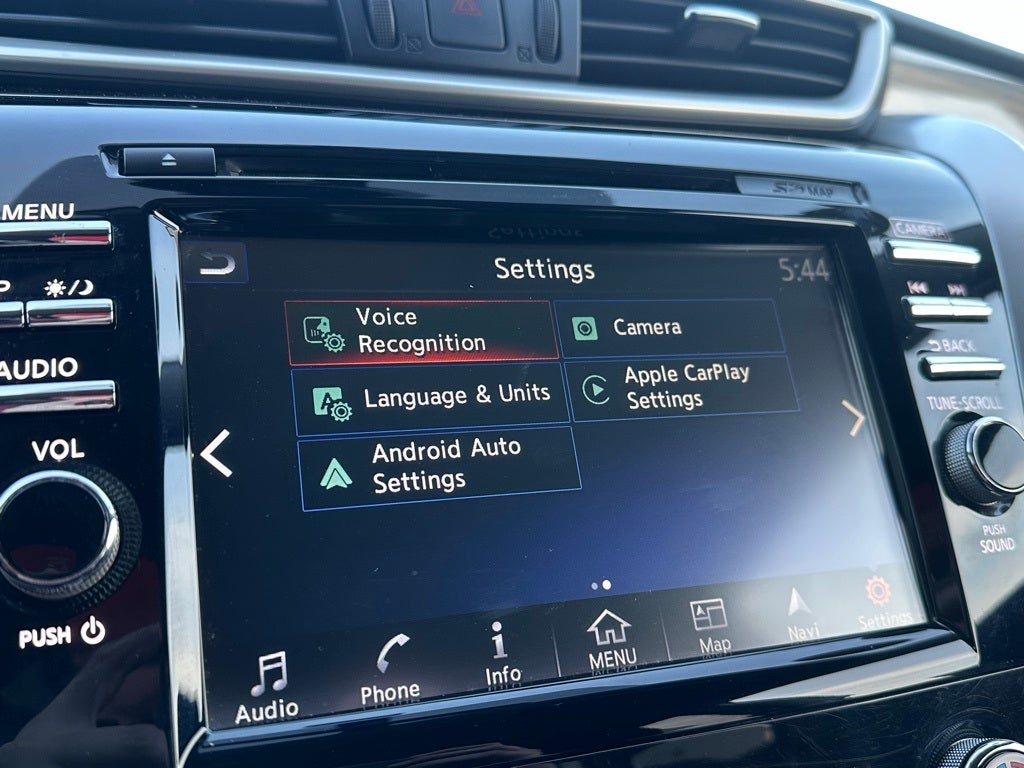 MENU
SD MAP
CAMERA
Settings
5:44
Voice
Recognition
Camera
Language & Units
Apple CarPlay
Settings
Android Auto
Settings
BACK
AUDIO
TUNE·SCROLL
VOL
PUSH
SOUND
PUSH
Audio
Phone
Info
MENU
Map
Navi
Settings